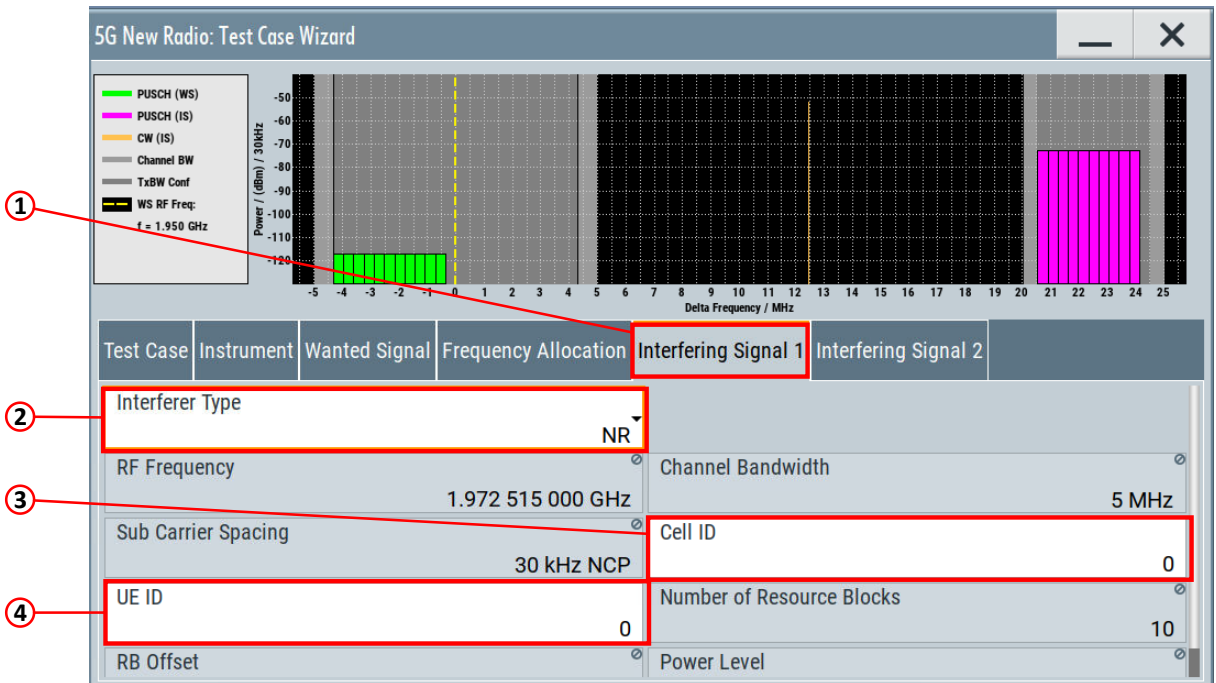 5G New Radio: Test Case Wizard
PUSCH (WS)
PUSCH (IS)
CW (IS)
Channel BW
TxBW Conf
WS RF Freq:
f = 1.950 GHz
Power / (dBm) / 30kHz
-50
-60
-70
-80
-90
-100
-110
-120
-5 -4 -3 -2 -1 0 1 2 3 4 5 6 7 8 9 10 11 12 13 14 15 16 17 18 19 20 21 22 23 24 25
Delta Frequency / MHz
1
Test Case Instrument Wanted Signal Frequency Allocation Interfering Signal 1 Interfering Signal 2
2
Interferer Type
NR
RF Frequency
1.972 515 000 GHz
Channel Bandwidth
5 MHz
3
Sub Carrier Spacing
30 kHz NCP
Cell ID
0
4
UE ID
0
Number of Resource Blocks
10
RB Offset
Power Level